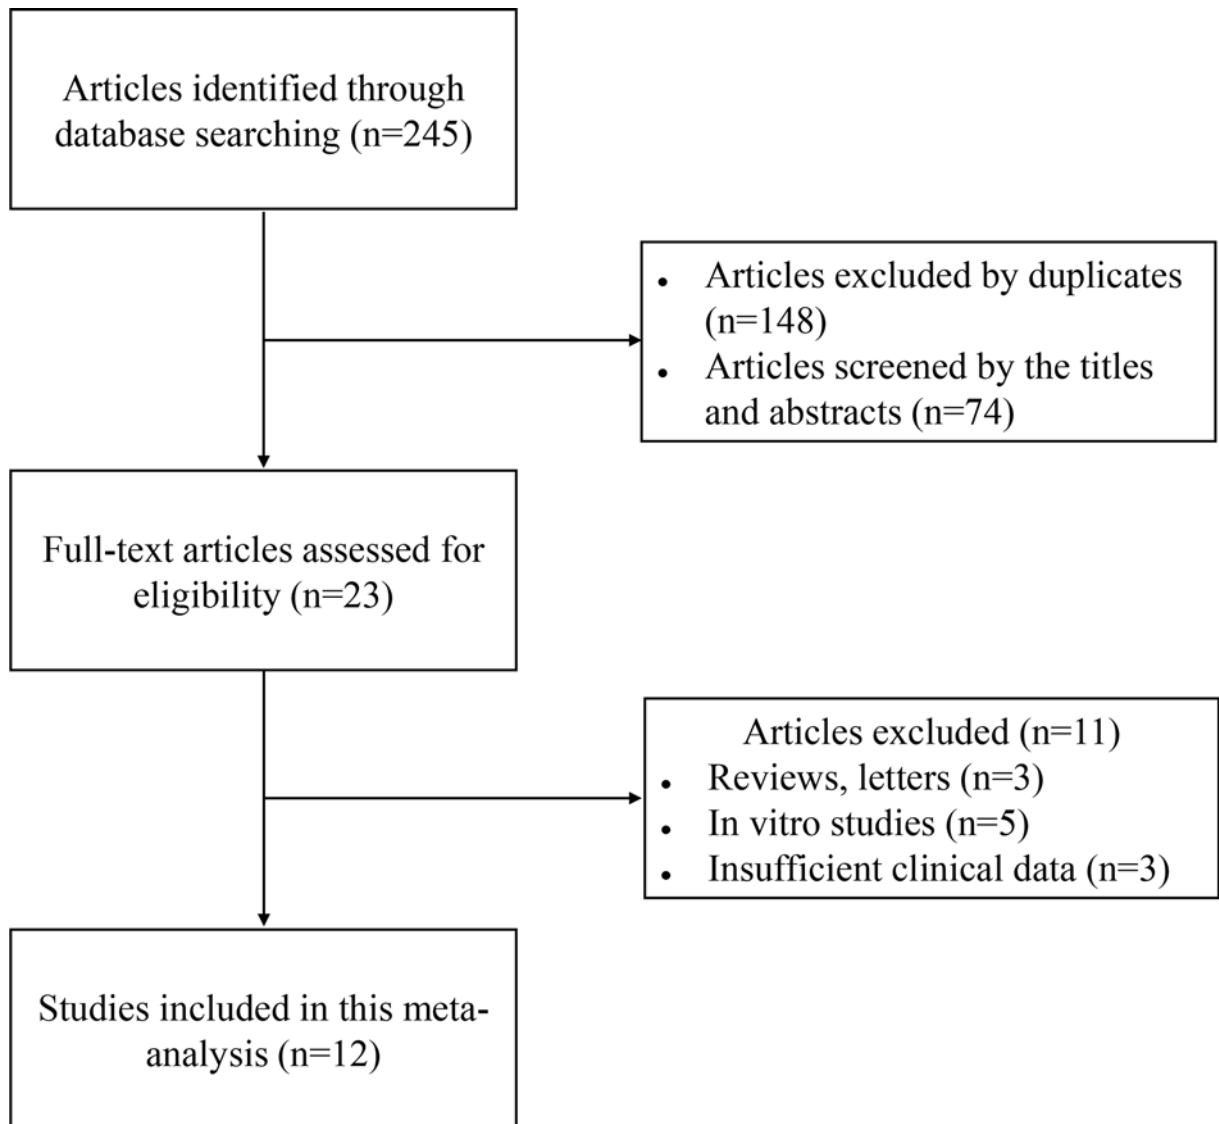 Articles identified through
database searching (n=245)
• Articles excluded by duplicates
(n=148)
• Articles screened by the titles
and abstracts (n=74)
Full-text articles assessed for
eligibility (n=23)
Articles excluded (n=11)
• Reviews, letters (n=3)
• In vitro studies (n=5)
• Insufficient clinical data (n=3)
Studies included in this meta-
analysis (n=12)